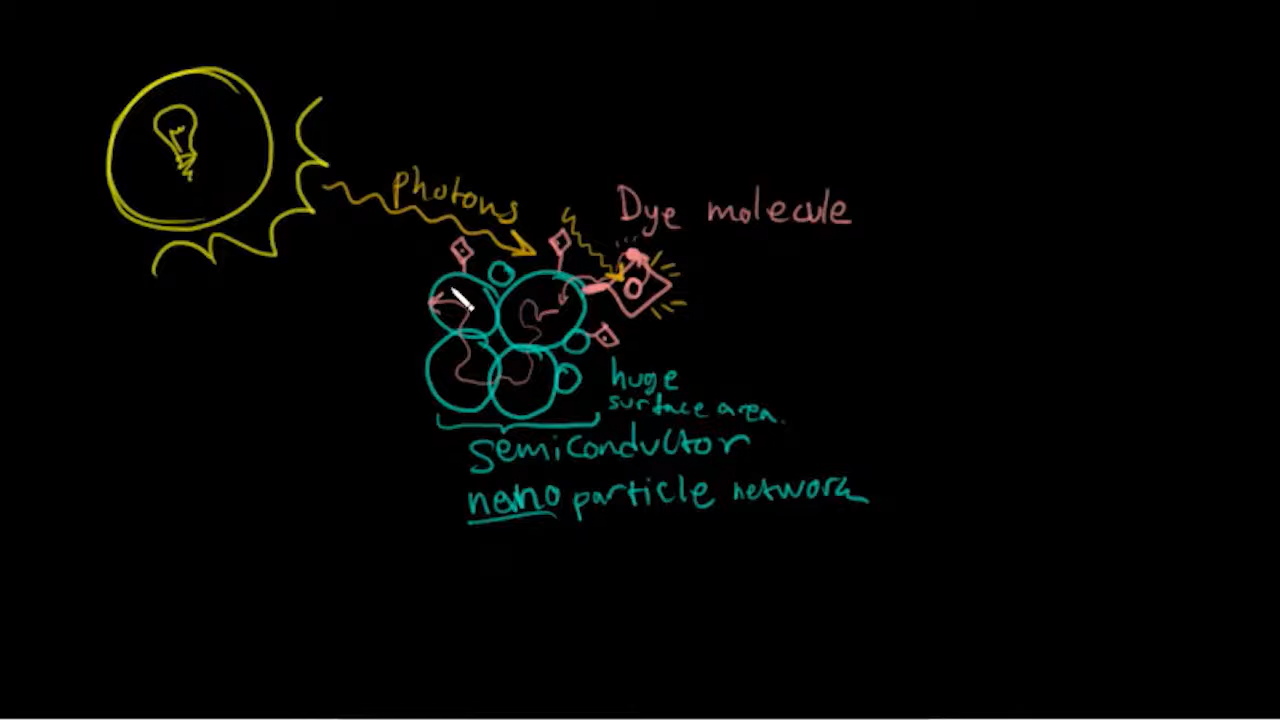 photons
Dye molecule
huge
surface area.
semiconductor
nano particle network